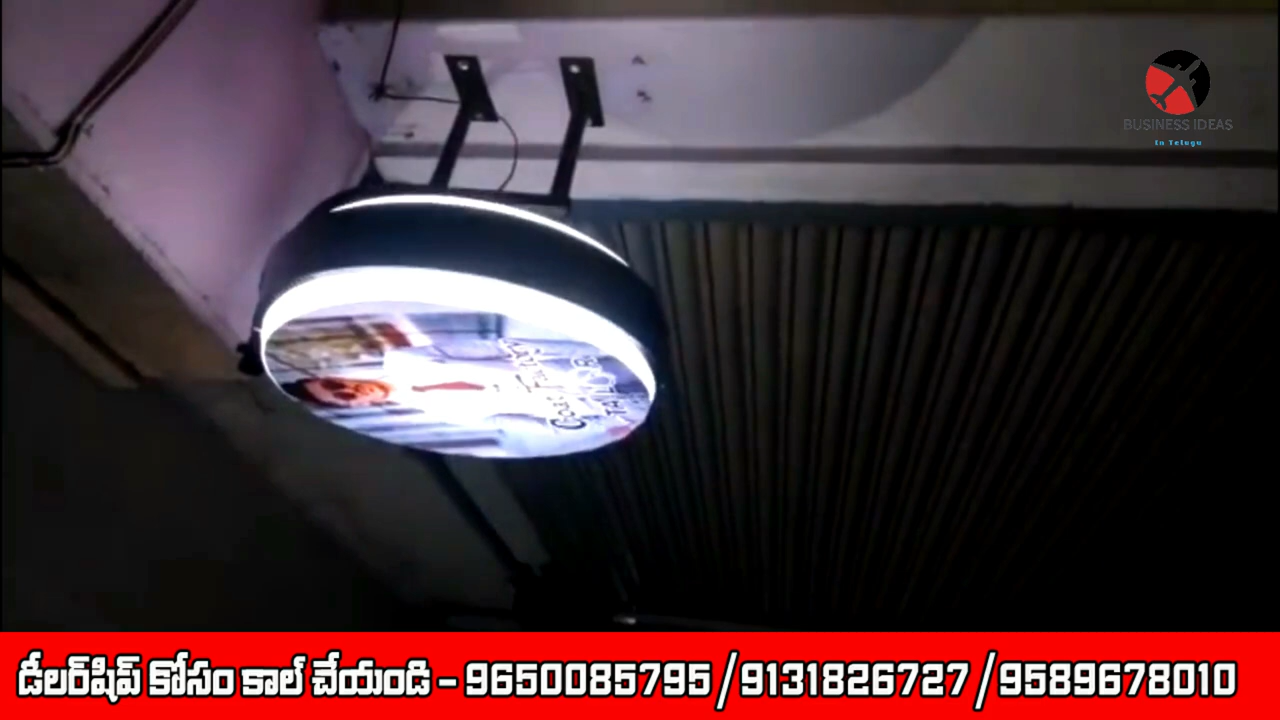 BUSINESS IDEAS
In Telugu
డీలర్‌షిప్ కోసం కాల్ చేయండి - 9650085795 / 9131826727 / 9589678010